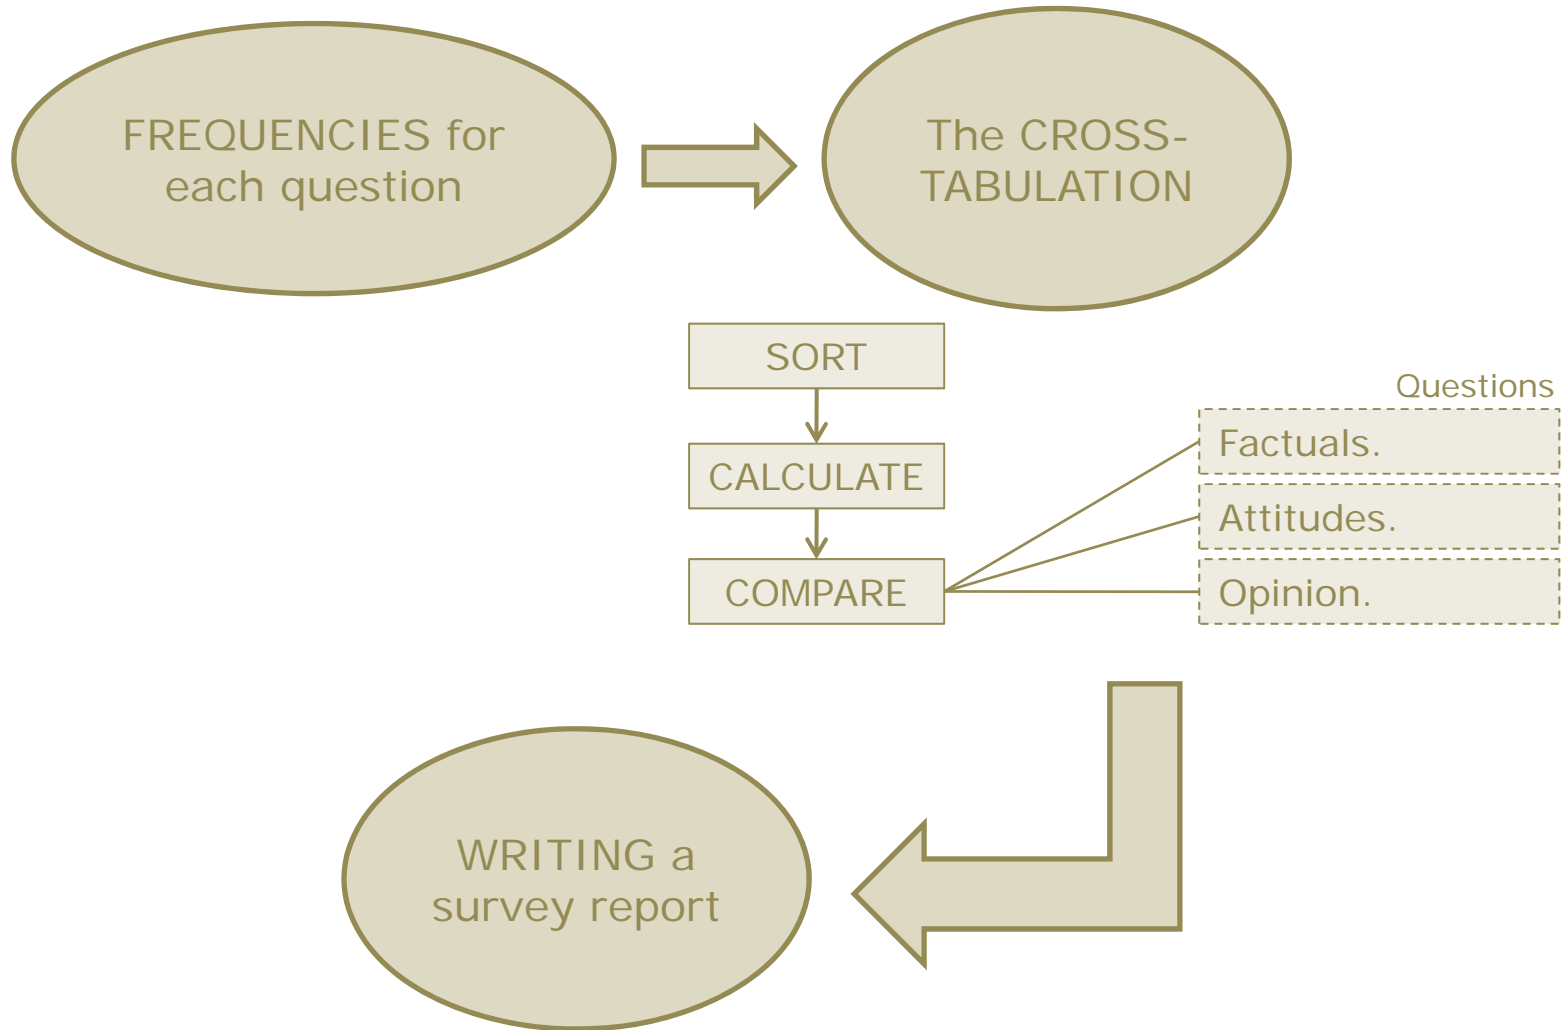 FREQUENCIES for
each question
The CROSS-
TABULATION
SORT
CALCULATE
COMPARE
Questions
Factuals.
Attitudes.
Opinion.
WRITING a
survey report